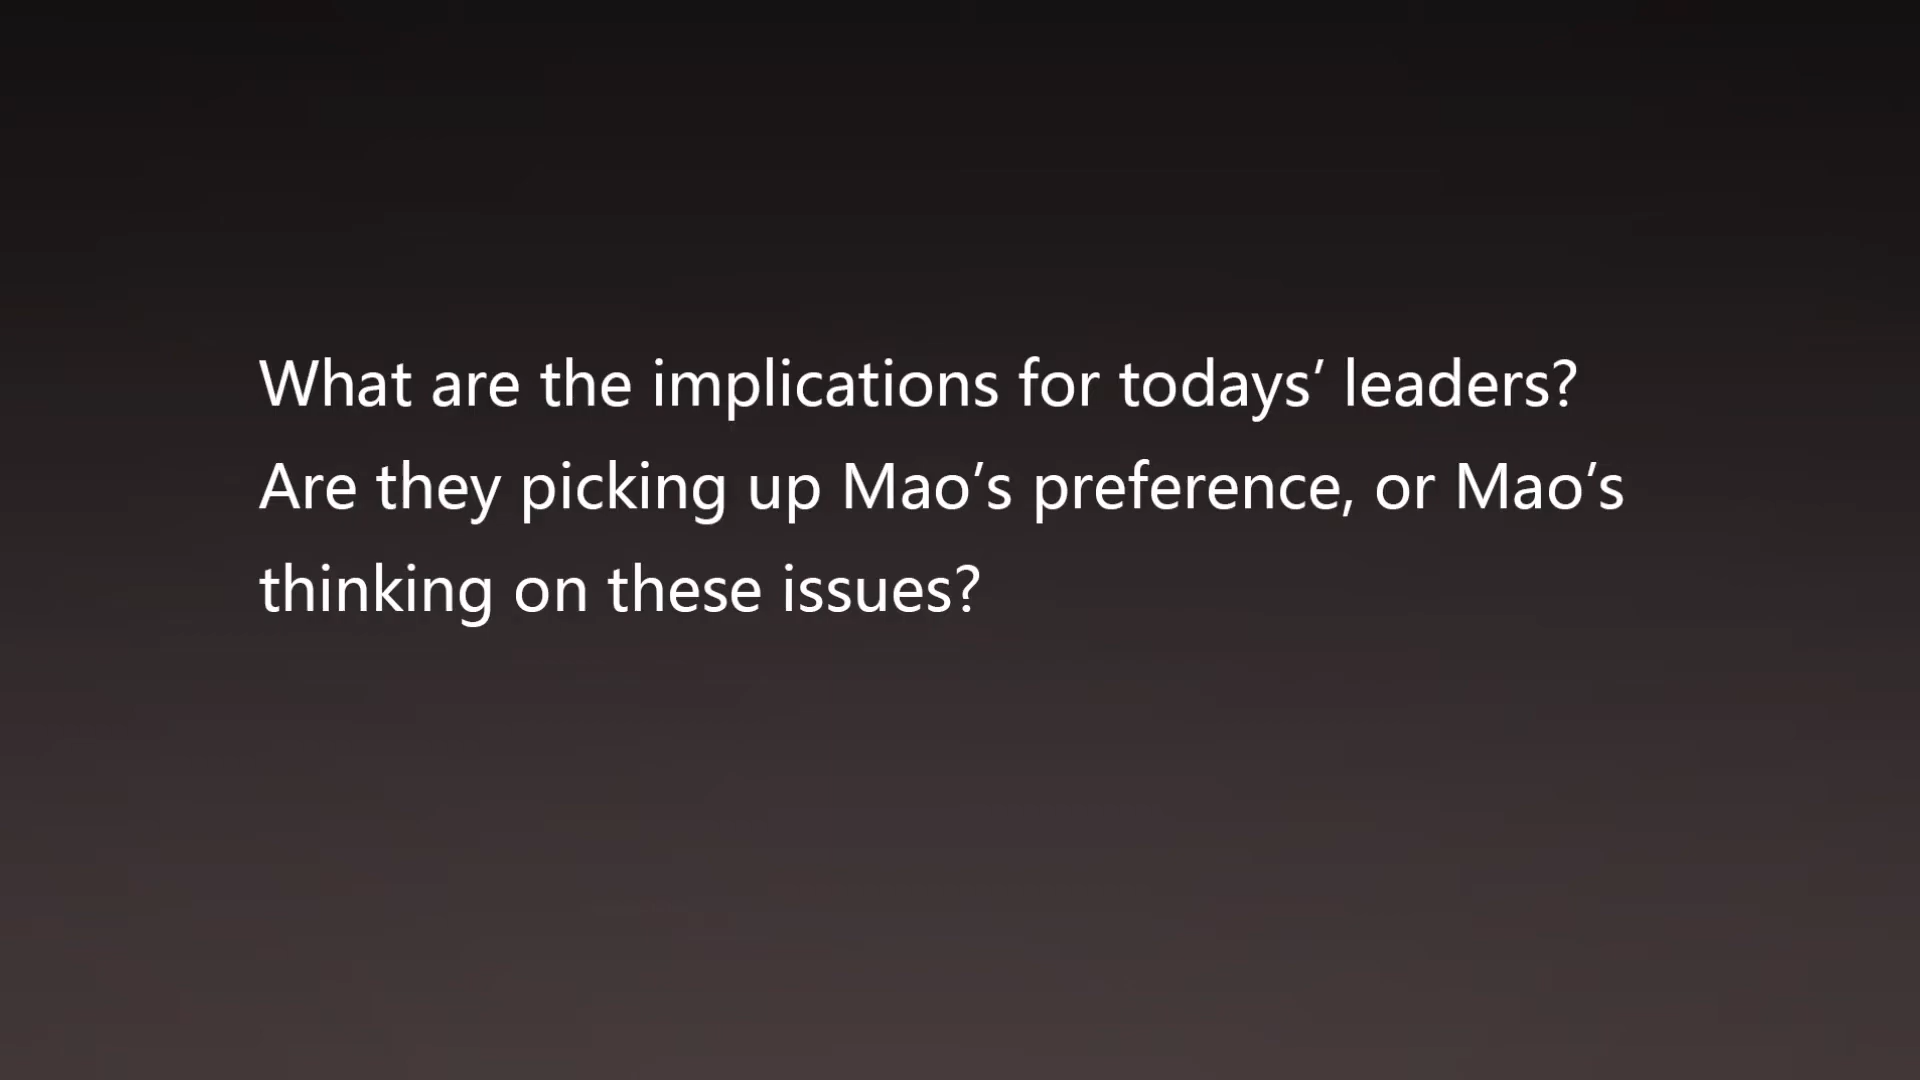 What are the implications for todays’ leaders?
Are they picking up Mao’s preference, or Mao’s
thinking on these issues?